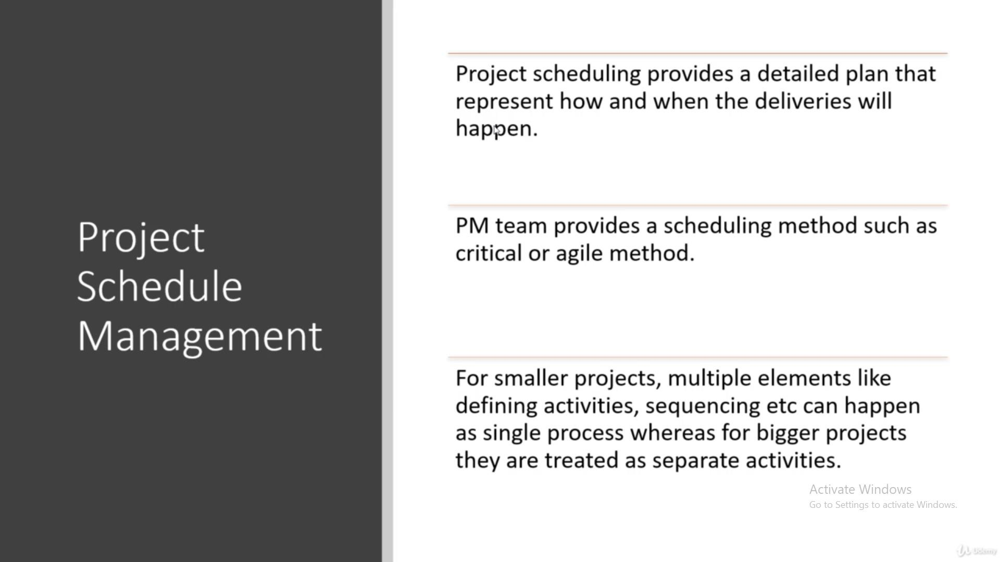 Project
Schedule
Management
Project scheduling provides a detailed plan that
represent how and when the deliveries will
happen.
PM team provides a scheduling method such as
critical or agile method.
For smaller projects, multiple elements like
defining activities, sequencing etc can happen
as single process whereas for bigger projects
they are treated as separate activities.
Activate Windows
Go to Settings to activate Windows.
Udemy